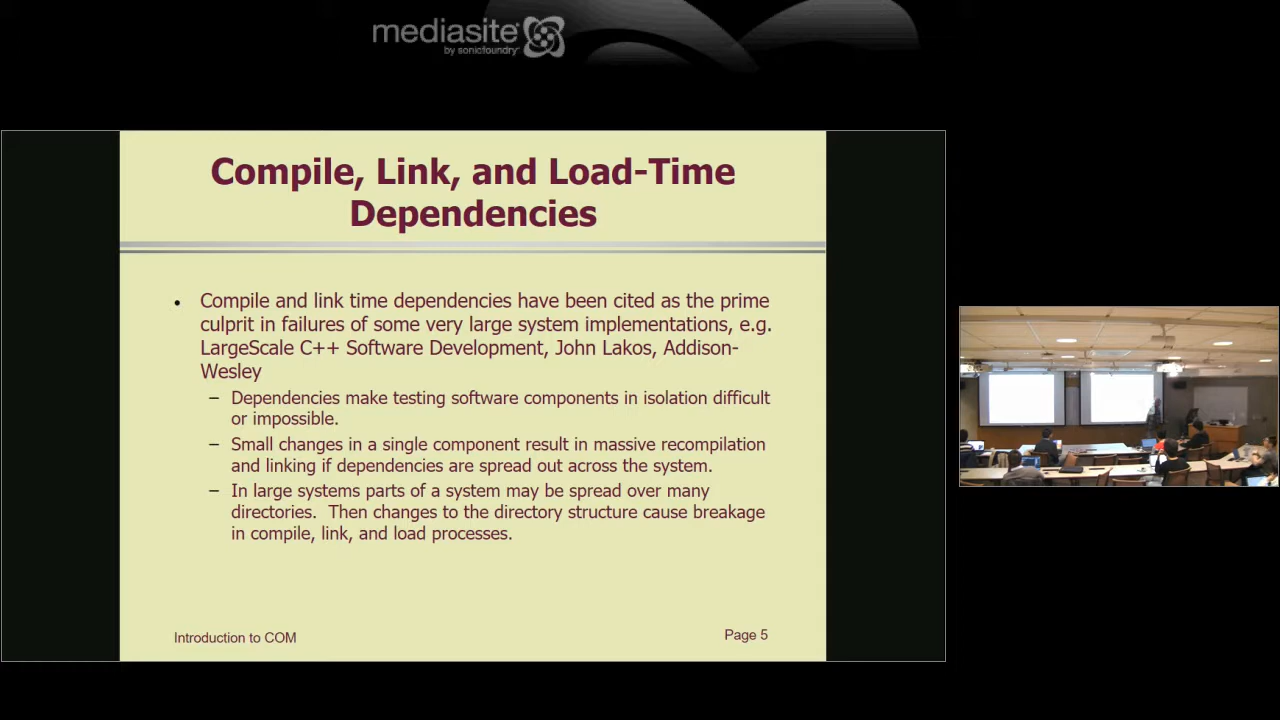 mediasite
by sonicfoundry
Compile, Link, and Load-Time
Dependencies
• Compile and link time dependencies have been cited as the prime
culprit in failures of some very large system implementations, e.g.
LargeScale C++ Software Development, John Lakos, Addison-
Wesley
– Dependencies make testing software components in isolation difficult
or impossible.
– Small changes in a single component result in massive recompilation
and linking if dependencies are spread out across the system.
– In large systems parts of a system may be spread over many
directories. Then changes to the directory structure cause breakage
in compile, link, and load processes.
Introduction to COM
Page 5